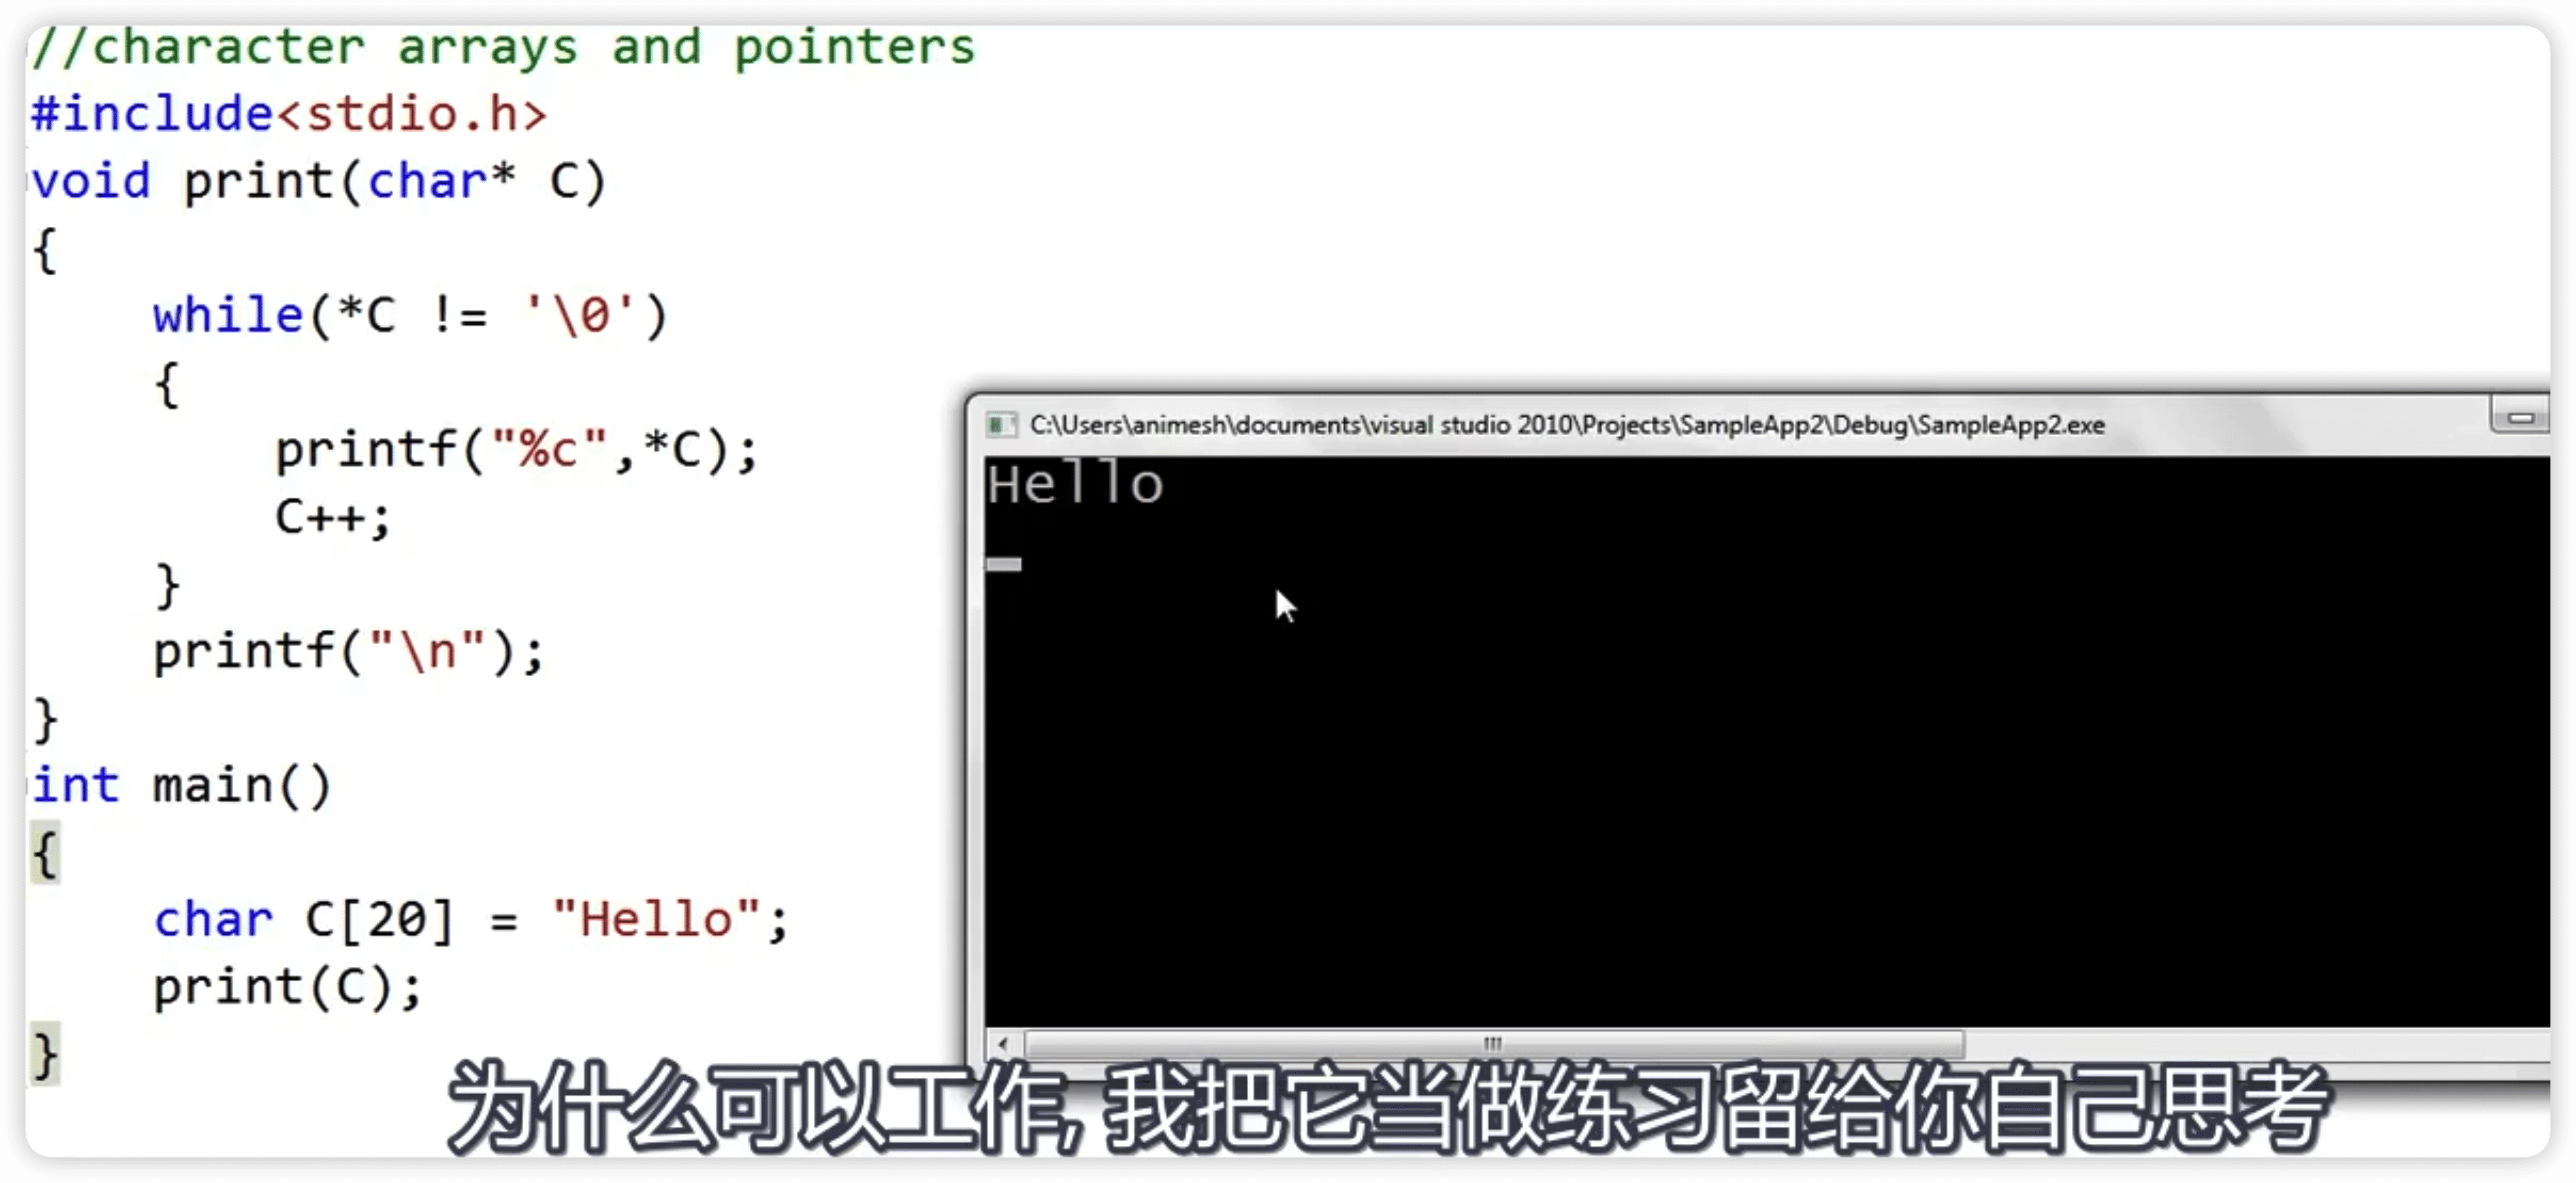 //character arrays and pointers
#include<stdio.h>
void print(char* C)
{
    while(*C != '\0')
    {
        printf("%c",*C);
        C++;
    }
    printf("\n");
}
int main()
{
    char C[20] = "Hello";
    print(C);
}
C:\Users\animesh\documents\visual studio 2010\Projects\SampleApp2\Debug\SampleApp2.exe
Hello
为什么可以工作, 我把它当做练习留给你自己思考